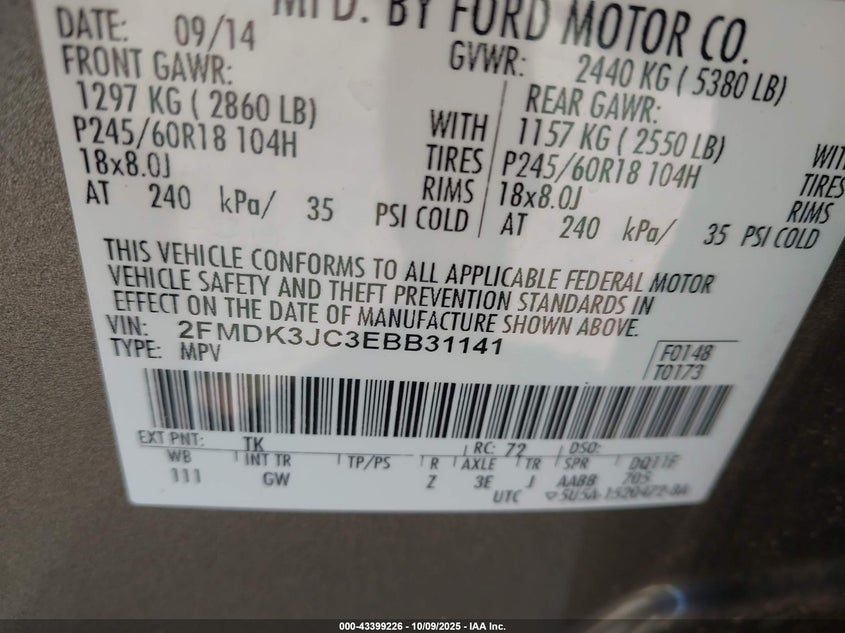 MFD. BY FORD MOTOR CO.
DATE: 09/14 GVWR: 2440 KG ( 5380 LB)
FRONT GAWR: REAR GAWR:
1297 KG ( 2860 LB) WITH 1157 KG ( 2550 LB) WITH
P245/60R18 104H TIRES P245/60R18 104H TIRES
18x8.0J RIMS 18x8.0J RIMS
AT 240 kPa/ 35 PSI COLD AT 240 kPa/ 35 PSI COLD
THIS VEHICLE CONFORMS TO ALL APPLICABLE FEDERAL MOTOR
VEHICLE SAFETY AND THEFT PREVENTION STANDARDS IN
EFFECT ON THE DATE OF MANUFACTURE SHOWN ABOVE.
VIN: 2FMDK3JC3EBB31141
TYPE: MPV
F0148
T0173
EXT PNT: TK RC: 72 DSO:
WB INT TR TP/PS R AXLE TR SPR
111 GW Z 3E J AABB 705
UTC
000-43399226 - 10/09/2025 - IAA Inc.